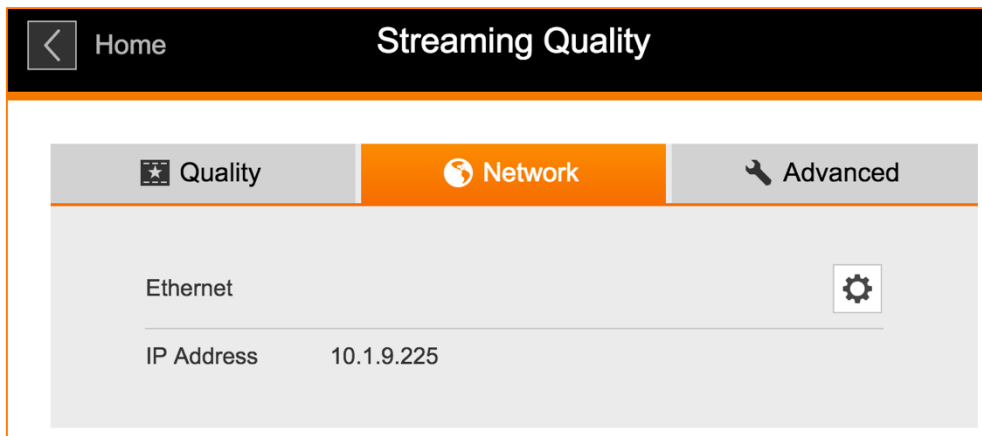 Home
Streaming Quality
Quality
Network
Advanced
Ethernet
IP Address 10.1.9.225